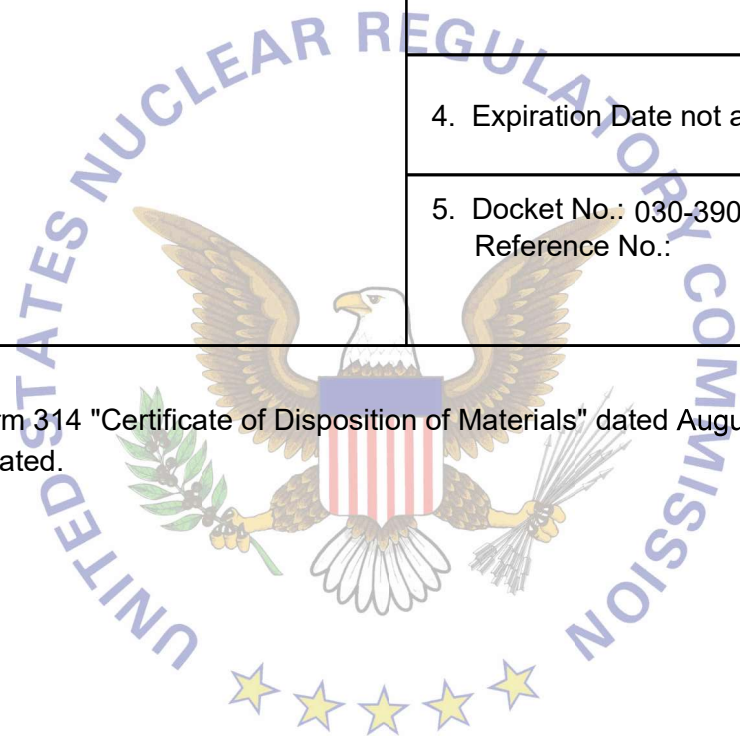 UNITED STATES NUCLEAR REGULATORY COMMISSION
4. Expiration Date not a
5. Docket No.: 030-390
Reference No.:
rm 314 "Certificate of Disposition of Materials" dated Augu
ated.